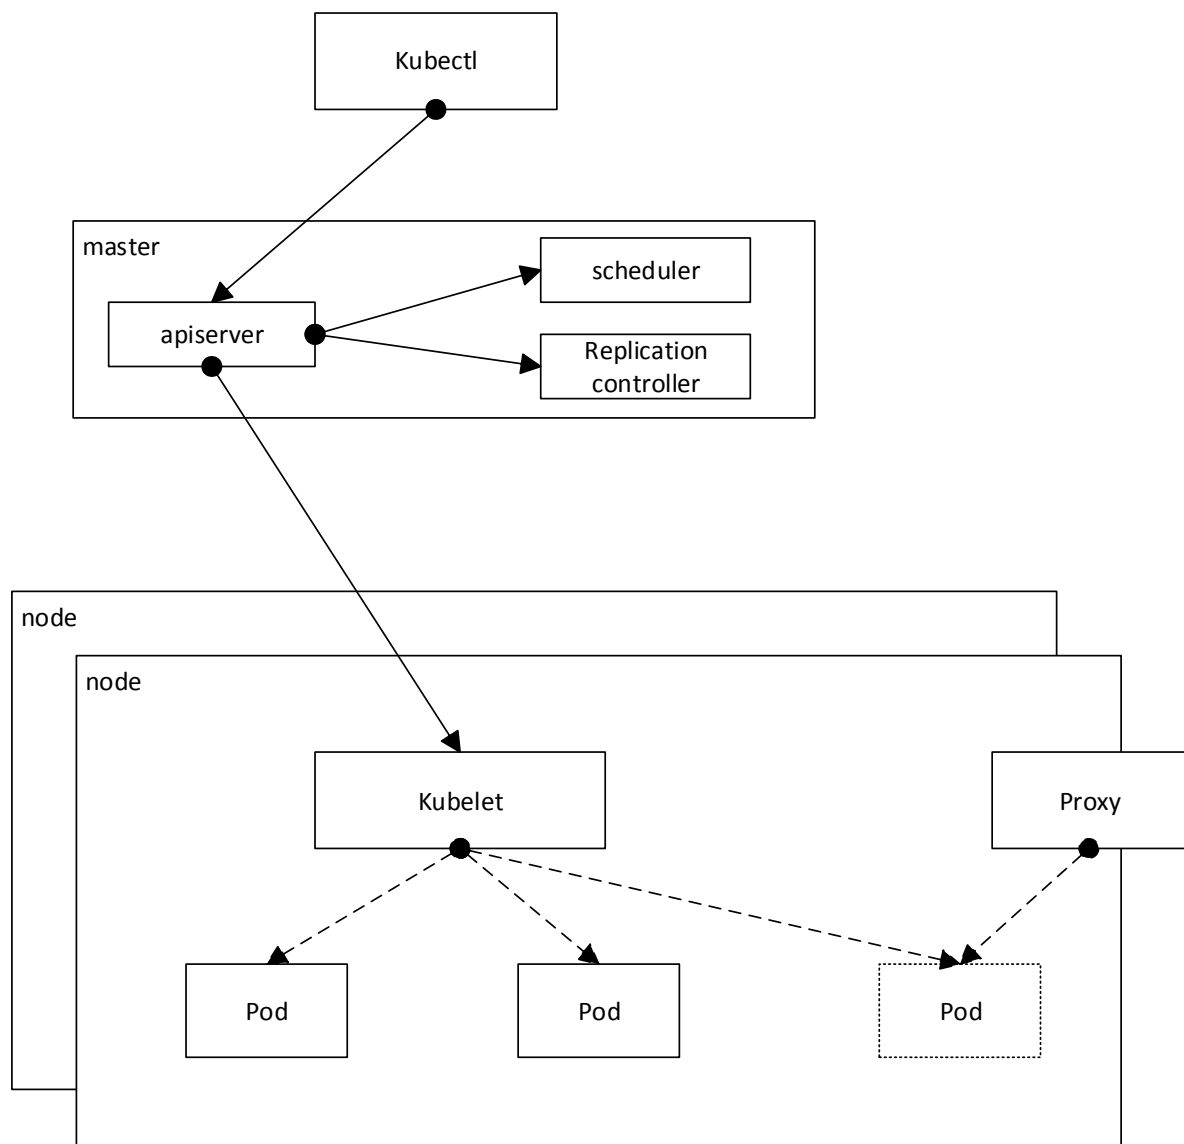 Kubectl
master
scheduler
apiserver
Replication
controller
node
node
Kubelet
Proxy
Pod
Pod
Pod